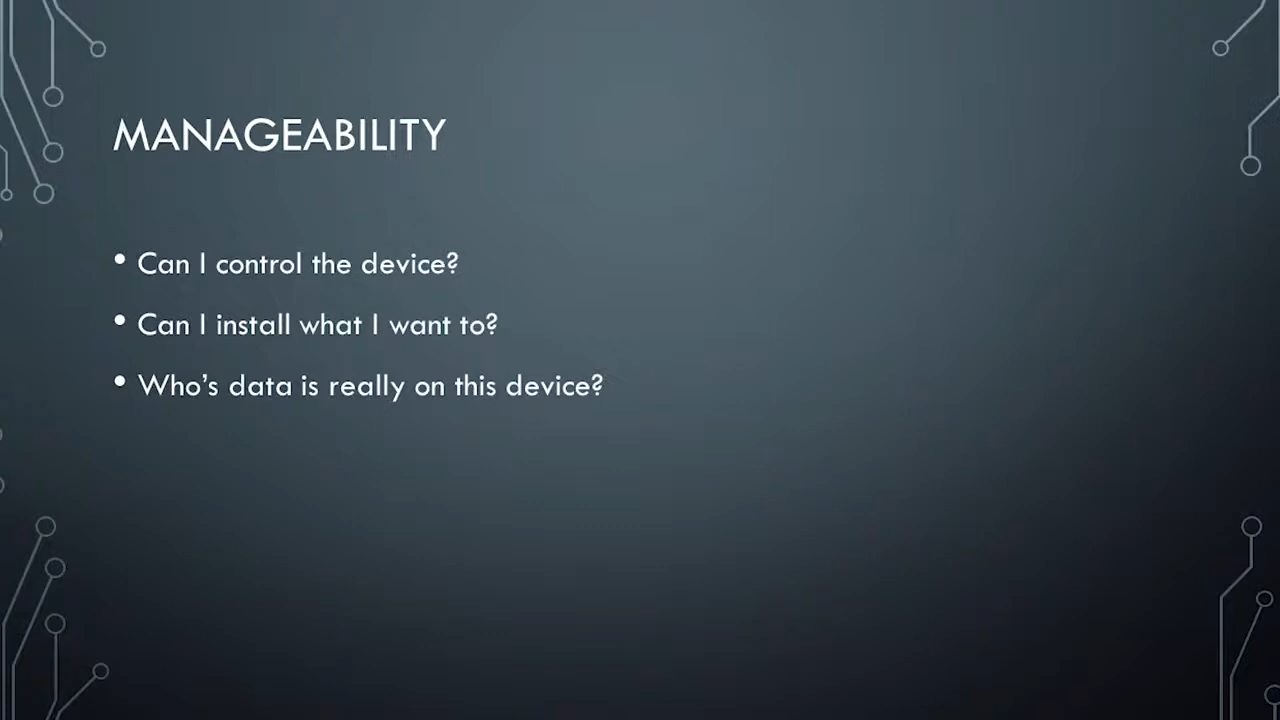 MANAGEABILITY
• Can I control the device?
• Can I install what I want to?
• Who’s data is really on this device?